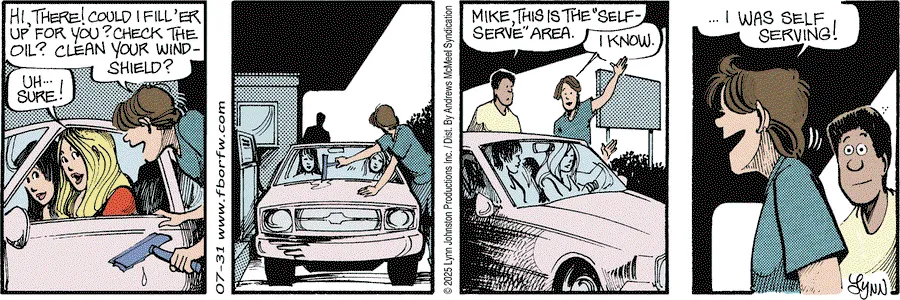 HI, THERE! COULD I FILL 'ER
UP FOR YOU? CHECK THE
OIL? CLEAN YOUR WIND-
SHIELD?
UH...
SURE!
07-31 www.fborfw.com
© 2025 Lynn Johnston Productions Inc. / Dist. By Andrews McMeel Syndication
MIKE, THIS IS THE "SELF-
SERVE" AREA.
I KNOW.
... I WAS SELF
SERVING!
LYNN